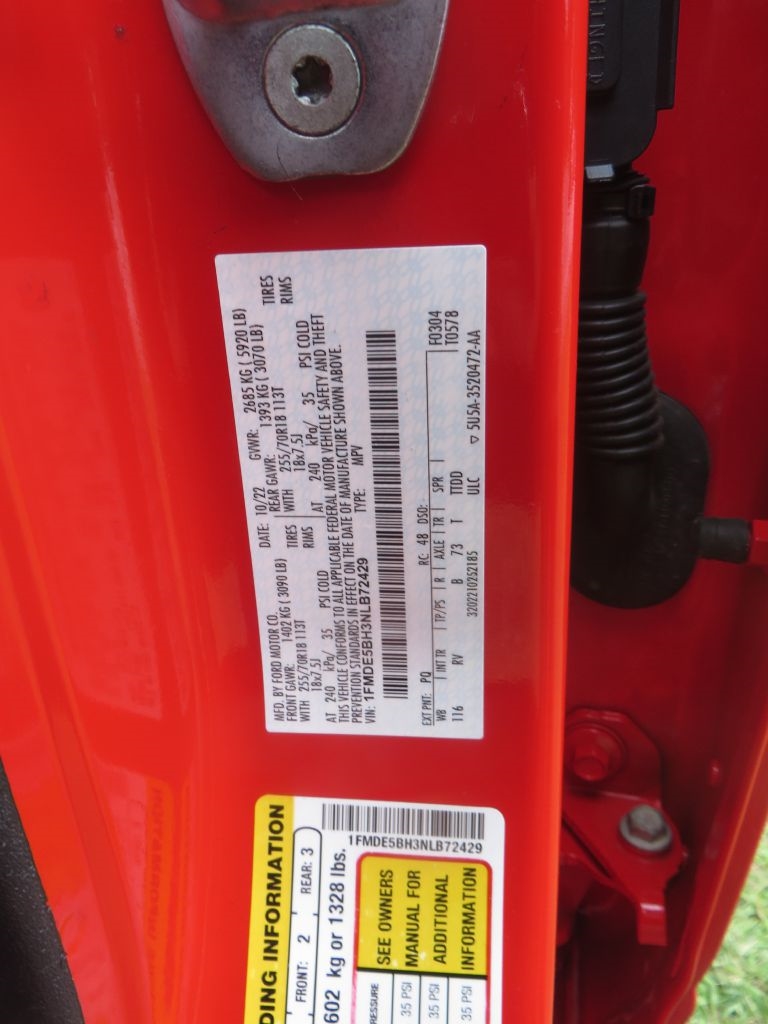 MFD. BY FORD MOTOR CO.
DATE: 10/22 GVWR: 2685 KG ( 5920 LB)
FRONT GAWR: 1402 KG (3090 LB) REAR GAWR: 1393 KG ( 3070 LB)
WITH 255/70R18 113T TIRES WITH 255/70R18 113T TIRES
18x7.5J RIMS 18x7.5J RIMS
AT 240 kPa/ 35 PSI COLD AT 240 kPa/ 35 PSI COLD
THIS VEHICLE CONFORMS TO ALL APPLICABLE FEDERAL MOTOR VEHICLE SAFETY AND THEFT
PREVENTION STANDARDS IN EFFECT ON THE DATE OF MANUFACTURE SHOWN ABOVE.
VIN: 1FMDE5BH3NLB72429 TYPE: MPV
EXT PNT: PQ RC: 48 DSO: F0304
WB INT TR TP/PS R AXLE TR SPR T0578
116 RV B 73 T TTDD
3202210252185 ULC ▽ 5U5A-3520472-AA
DING INFORMATION
FRONT: 2 REAR: 3
602 kg or 1328 lbs.
1FMDE5BH3NLB72429
RESSURE
35 PSI
35 PSI
35 PSI
SEE OWNERS
MANUAL FOR
ADDITIONAL
INFORMATION